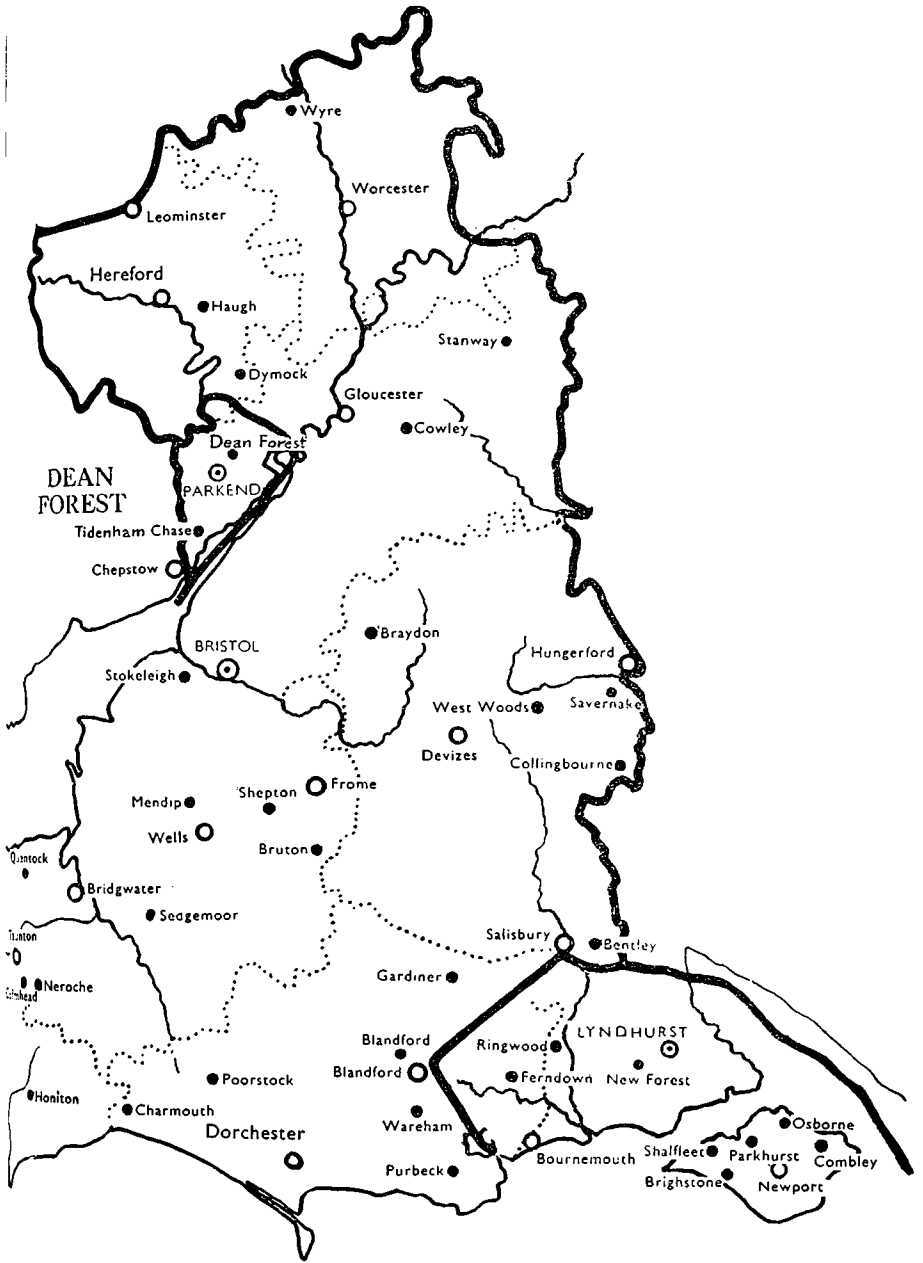 Wyre
Worcester
Leominster
Hereford
Haugh
Stanway
Dymock
Gloucester
Cowley
Dean Forest
DEAN
FOREST
PARKEND
Tidenham Chase
Chepstow
Braydon
BRISTOL
Hungerford
Stokeleigh
Savernake
West Woods
Devizes
Collingbourne
Frome
Shepton
Mendip
Wells
Bruton
Quantock
Bridgwater
Sedgemoor
Salisbury
Bentley
Taunton
Gardiner
Neroche
LYNDHURST
Blandford
Ringwood
Blandford
Ferndown
New Forest
Poorstock
Honiton
Charmouth
Wareham
Osborne
Dorchester
Bournemouth
Shalfleet
Parkhurst
Combley
Purbeck
Brighstone
Newport